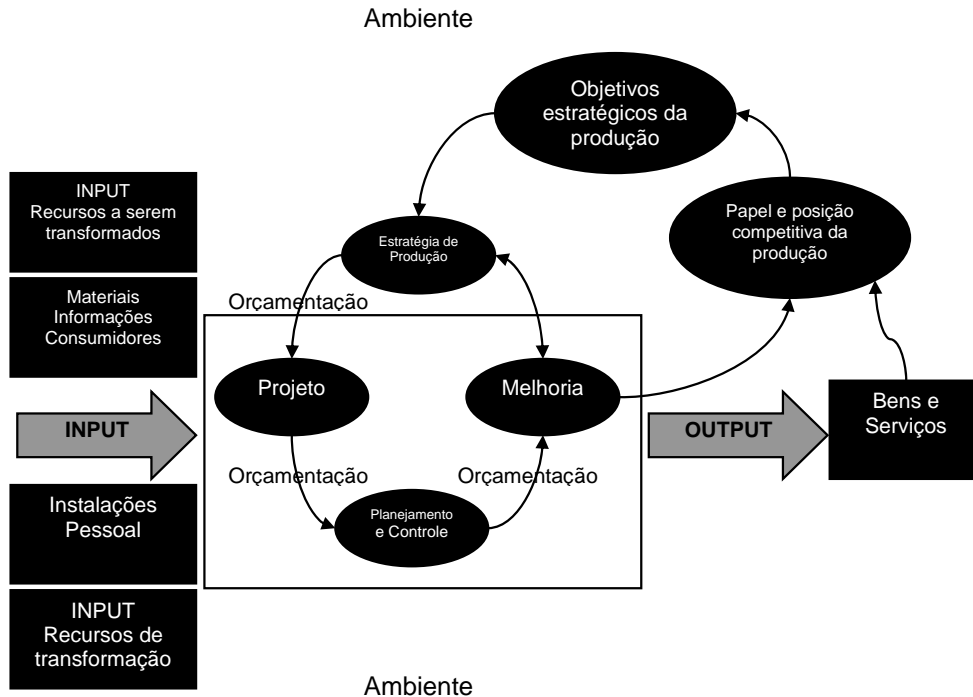 Ambiente
Objetivos
estratégicos da
produção
INPUT
Recursos a serem
transformados
Papel e posição
competitiva da
produção
Estratégia de
Produção
Materiais
Informações
Consumidores
Orçamentação
Projeto
Melhoria
Bens e
Serviços
INPUT
OUTPUT
Orçamentação
Orçamentação
Instalações
Pessoal
Planejamento
e Controle
INPUT
Recursos de
transformação
Ambiente